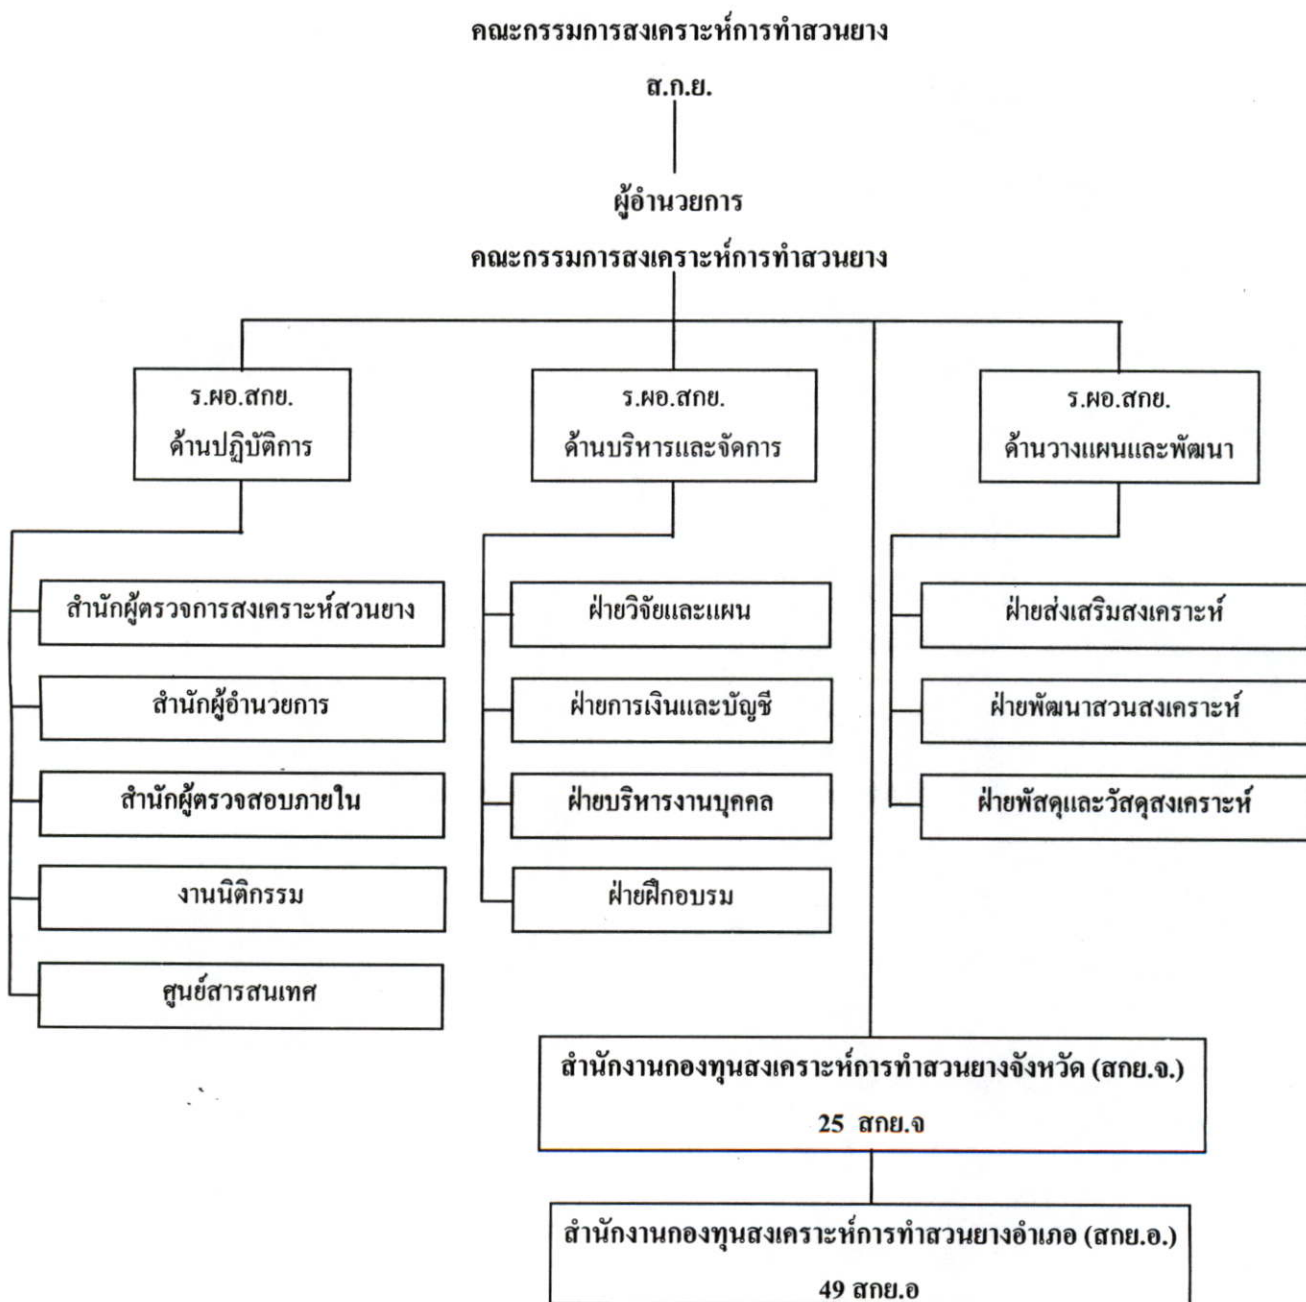 คณะกรรมการสงเคราะห์การทำสวนยาง
ส.ก.ย.
ผู้อำนวยการ
คณะกรรมการสงเคราะห์การทำสวนยาง
ร.ผอ.สกย.
ด้านปฏิบัติการ
ร.ผอ.สกย.
ด้านบริหารและจัดการ
ร.ผอ.สกย.
ด้านวางแผนและพัฒนา
สำนักผู้ตรวจการสงเคราะห์สวนยาง
สำนักผู้อำนวยการ
สำนักผู้ตรวจสอบภายใน
งานนิติกรรม
ศูนย์สารสนเทศ
ฝ่ายวิจัยและแผน
ฝ่ายการเงินและบัญชี
ฝ่ายบริหารงานบุคคล
ฝ่ายฝึกอบรม
ฝ่ายส่งเสริมสงเคราะห์
ฝ่ายพัฒนาสวนสงเคราะห์
ฝ่ายพัสดุและวัสดุสงเคราะห์
สำนักงานกองทุนสงเคราะห์การทำสวนยางจังหวัด (สกย.จ.)
25 สกย.จ
สำนักงานกองทุนสงเคราะห์การทำสวนยางอำเภอ (สกย.อ.)
49 สกย.อ